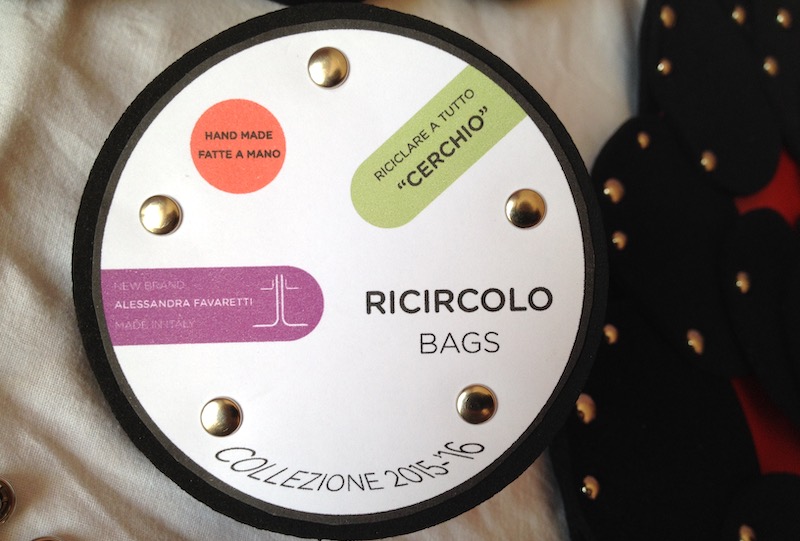 HAND MADE
FATTE A MANO
RICICLARE A TUTTO
“CERCHIO”
NEW BRAND
ALESSANDRA FAVARETTI
MADE IN ITALY
RICIRCOLO
BAGS
COLLEZIONE 2015-'16